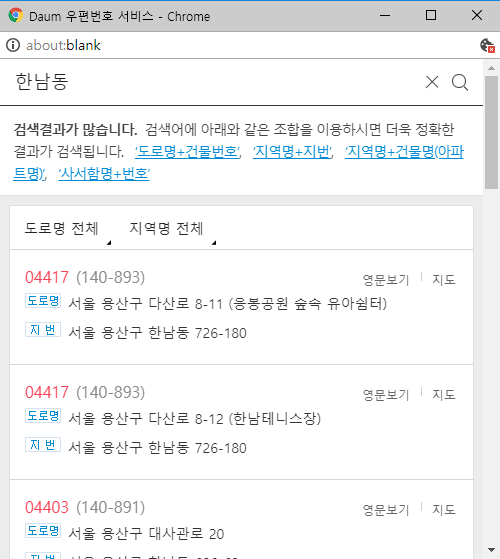 Daum 우편번호 서비스 - Chrome
about:blank
한남동
검색결과가 많습니다. 검색어에 아래와 같은 조합을 이용하시면 더욱 정확한
결과가 검색됩니다. '도로명+건물번호', '지역명+지번', '지역명+건물명(아파
트명)', '사서함명+번호'
도로명 전체 지역명 전체
04417 (140-893) 영문보기 지도
도로명 서울 용산구 다산로 8-11 (응봉공원 숲속 유아쉼터)
지 번 서울 용산구 한남동 726-180
04417 (140-893) 영문보기 지도
도로명 서울 용산구 다산로 8-12 (한남테니스장)
지 번 서울 용산구 한남동 726-180
04403 (140-891) 영문보기 지도
도로명 서울 용산구 대사관로 20
지 번 서울 용산구 한남동